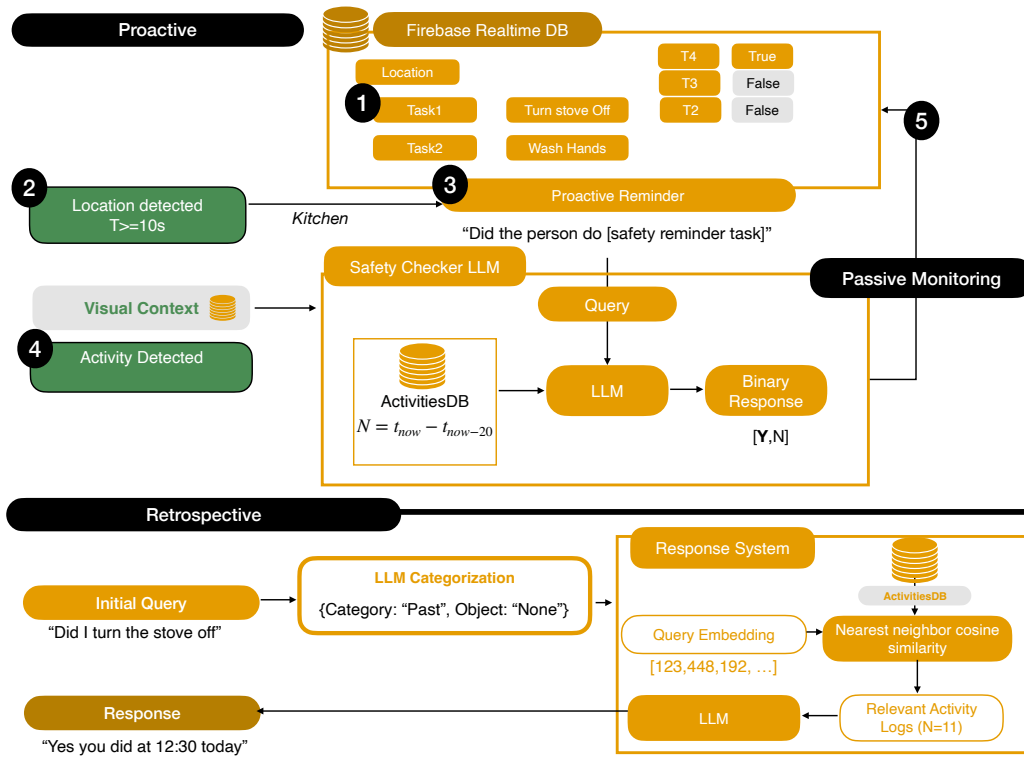 Proactive
Firebase Realtime DB
Location
1
Task1
Turn stove Off
Task2
Wash Hands
T4
True
T3
False
T2
False
5
2
Location detected
T>=10s
Kitchen
3
Proactive Reminder
“Did the person do [safety reminder task]”
Safety Checker LLM
Passive Monitoring
Visual Context
Query
4
Activity Detected
ActivitiesDB
N = tnow − tnow−20
LLM
Binary
Response
[Y,N]
Retrospective
Initial Query
“Did I turn the stove off”
LLM Categorization
{Category: “Past”, Object: “None”}
Response System
ActivitiesDB
Query Embedding
[123,448,192, …]
Nearest neighbor cosine
similarity
Relevant Activity
Logs (N=11)
LLM
Response
“Yes you did at 12:30 today”